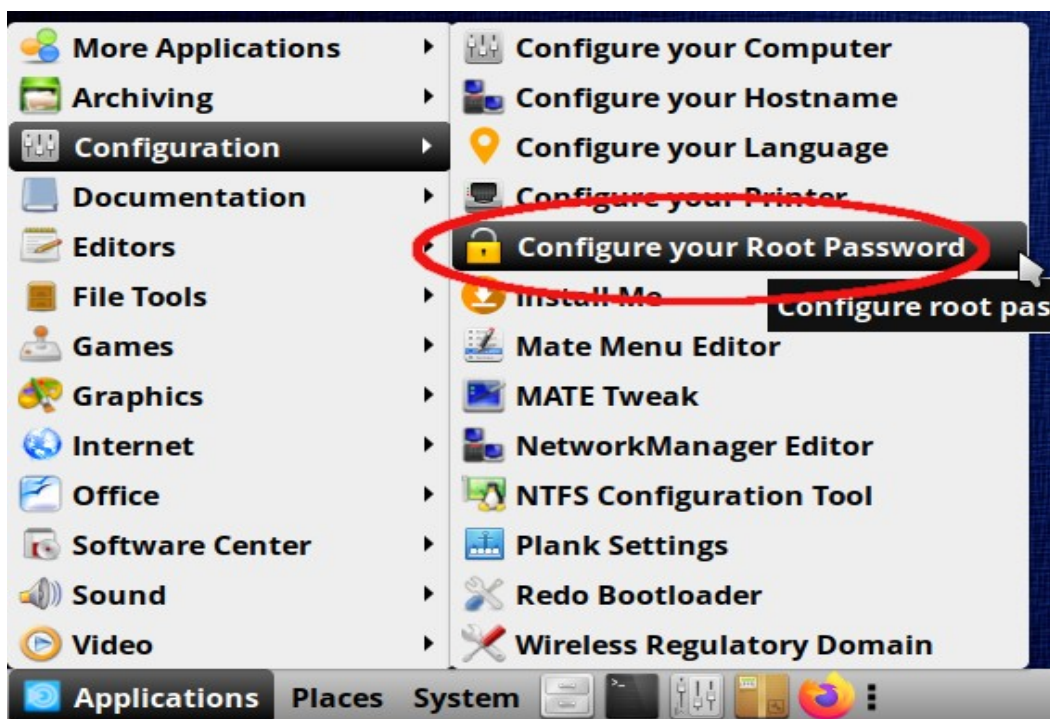 More Applications
Archiving
Configuration
Documentation
Editors
File Tools
Games
Graphics
Internet
Office
Software Center
Sound
Video
Configure your Computer
Configure your Hostname
Configure your Language
Configure your Printer
Configure your Root Password
Install Me
Configure root pas
Mate Menu Editor
MATE Tweak
NetworkManager Editor
NTFS Configuration Tool
Plank Settings
Redo Bootloader
Wireless Regulatory Domain
Applications Places System